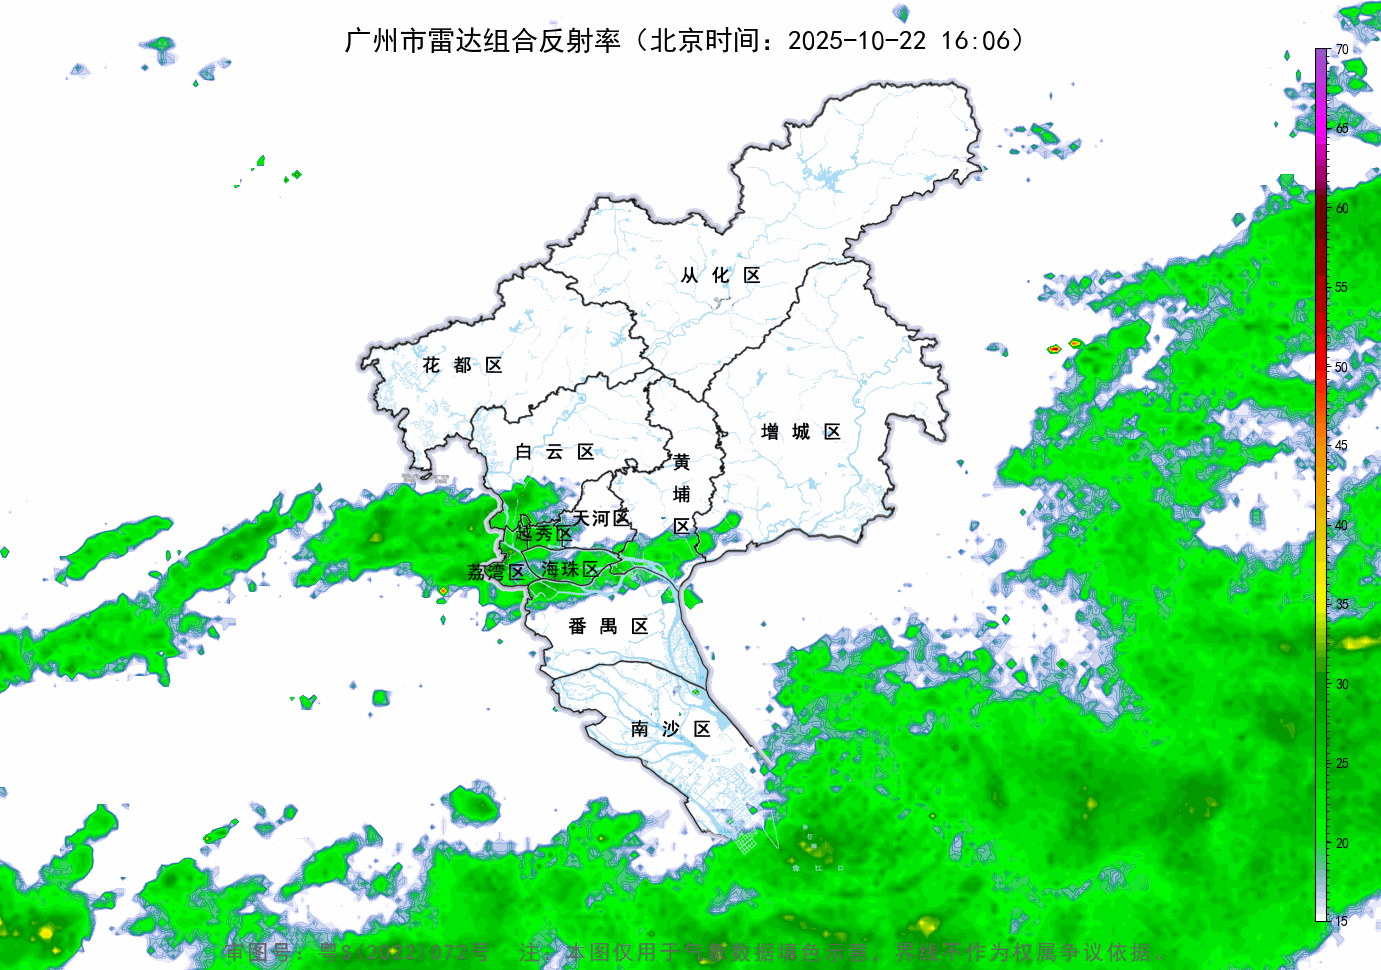 广州市雷达组合反射率（北京时间：2025-10-22 16:06）
70
65
60
55
50
45
40
35
30
25
20
15
从化区
花都区
增城区
白云区
黄埔区
天河区
越秀区
荔湾区
海珠区
番禺区
南沙区
审图号：粤S(2022)072号 注：本图仅用于气象数据填色示意，界线不作为权属争议依据。